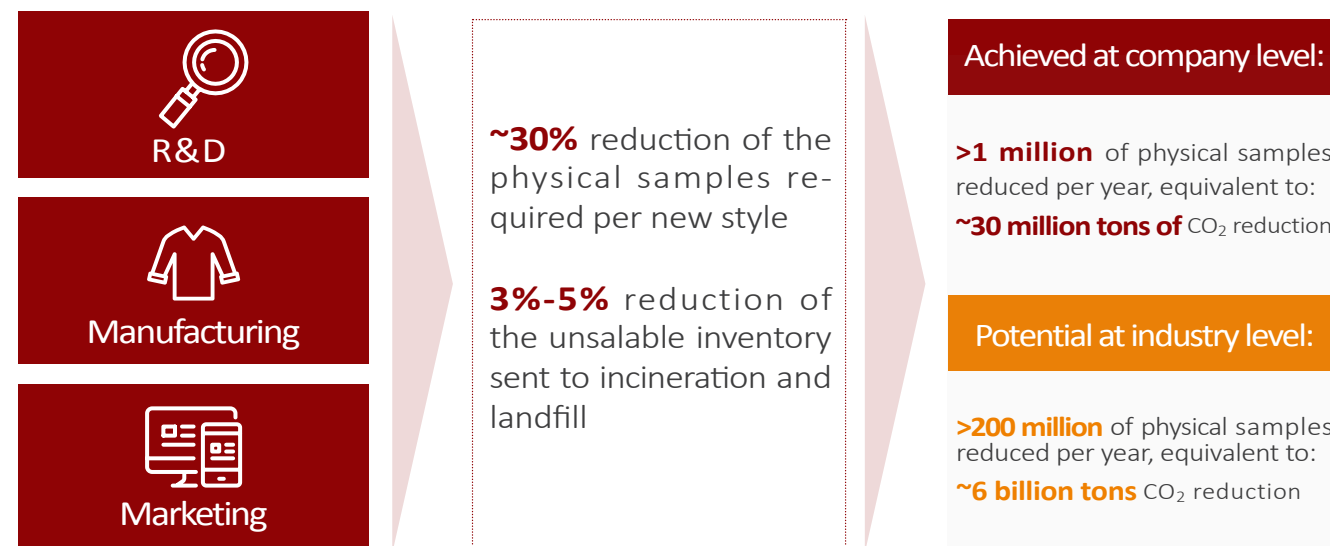 R&D
Manufacturing
Marketing
~30% reduction of the
physical samples re-
quired per new style
3%-5% reduction of
the unsalable inventory
sent to incineration and
landfill
Achieved at company level:
>1 million of physical samples
reduced per year, equivalent to:
~30 million tons of CO₂ reduction
Potential at industry level:
>200 million of physical samples
reduced per year, equivalent to:
~6 billion tons CO₂ reduction